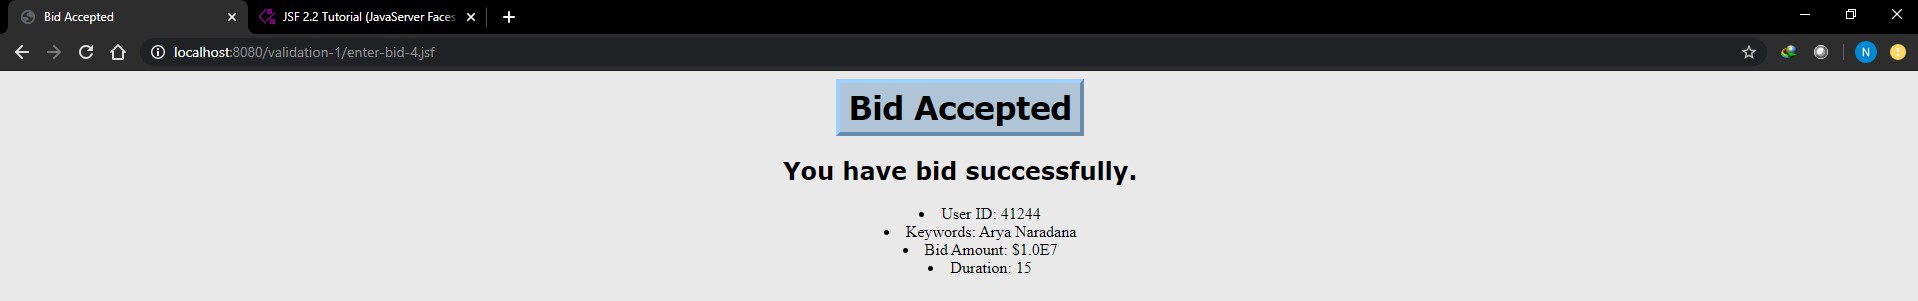 Bid Accepted
JSF 2.2 Tutorial (JavaServer Faces
localhost:8080/validation-1/enter-bid-4.jsf
N
Bid Accepted
You have bid successfully.
• User ID: 41244
• Keywords: Arya Naradana
• Bid Amount: $1.0E7
• Duration: 15